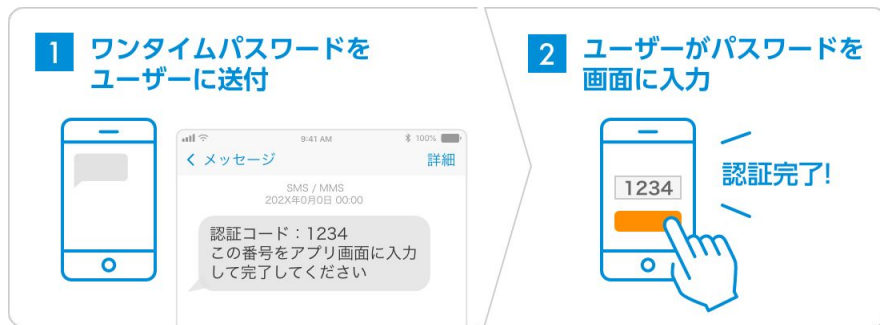 1 ワンタイムパスワードを
ユーザーに送付
9:41 AM
100%
メッセージ
詳細
SMS / MMS
202X年0月0日 00:00
認証コード：1234
この番号をアプリ画面に入力
して完了してください
2 ユーザーがパスワードを
画面に入力
1234
認証完了!